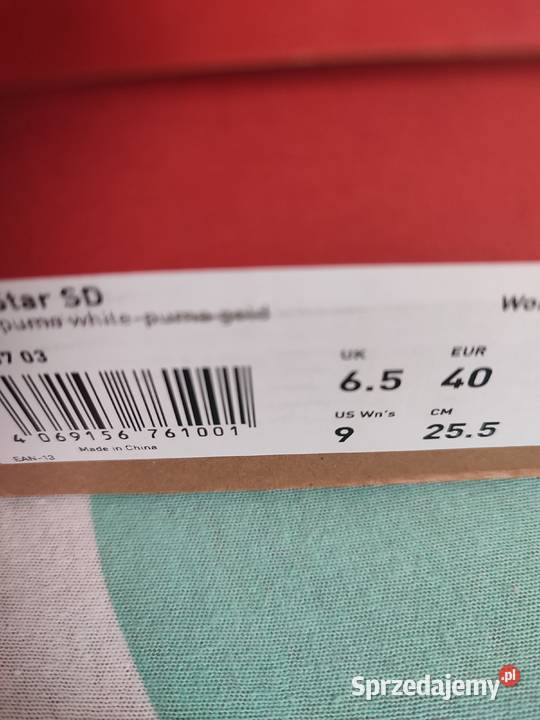 Star SD
puma white-puma gold
Wo
7 03
UK
6.5
EUR
40
US Wn's
9
CM
25.5
4 069156 761001
EAN-13
Made in China
Sprzedajemy.pl